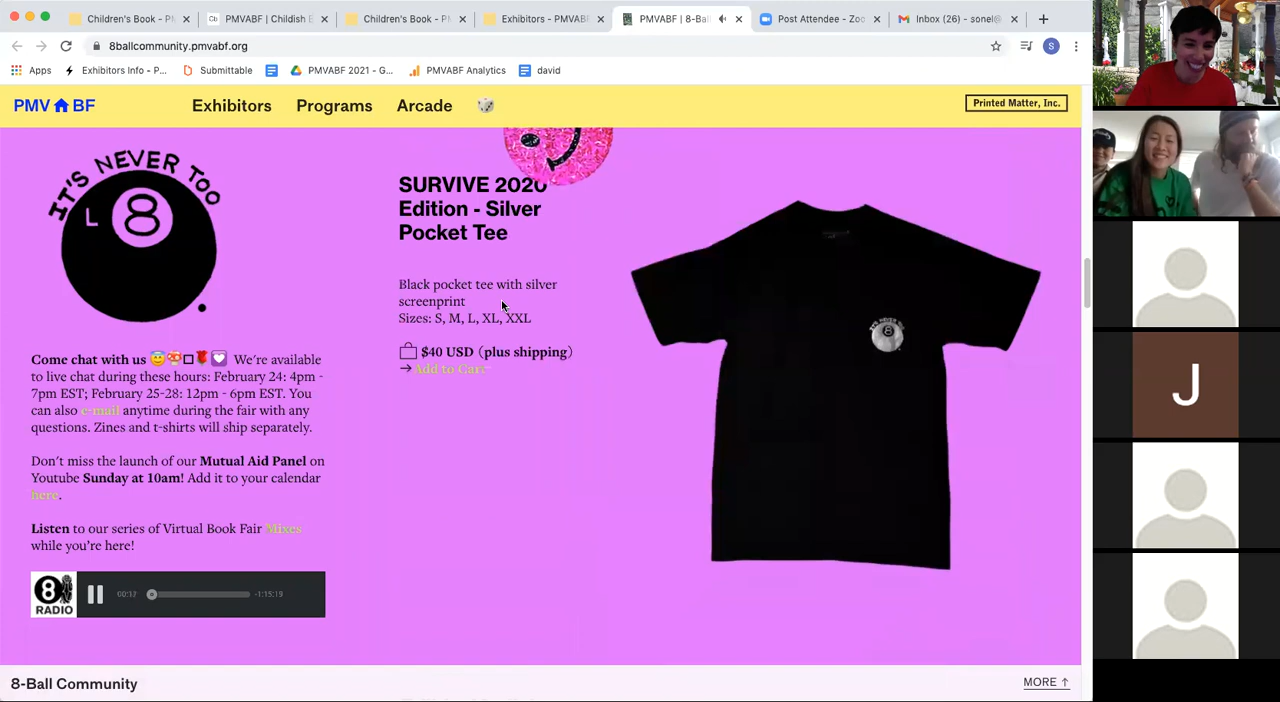 Children's Book - P
PMVABF | Childish E
Children's Book - P
Exhibitors - PMVABF
PMVABF | 8-Ball
Post Attendee - Zoo
Inbox (26) - sonel@
8ballcommunity.pmvabf.org
S
Apps
Exhibitors Info - P...
Submittable
PMVABF 2021 - G...
PMVABF Analytics
david
PMV BF
Exhibitors
Programs
Arcade
Printed Matter, Inc.
IT'S NEVER TOO
L 8.
Come chat with us We're available
to live chat during these hours: February 24: 4pm -
7pm EST; February 25-28: 12pm - 6pm EST. You
can also e-mail anytime during the fair with any
questions. Zines and t-shirts will ship separately.
Don't miss the launch of our Mutual Aid Panel on
Youtube Sunday at 10am! Add it to your calendar
here.
Listen to our series of Virtual Book Fair Mixes
while you're here!
8
RADIO
00:17
-1:15:19
SURVIVE 2020
Edition - Silver
Pocket Tee
Black pocket tee with silver
screenprint
Sizes: S, M, L, XL, XXL
$40 USD (plus shipping)
→ Add to Cart
IT'S NEVER TOO
8
8-Ball Community
MORE ↑
J